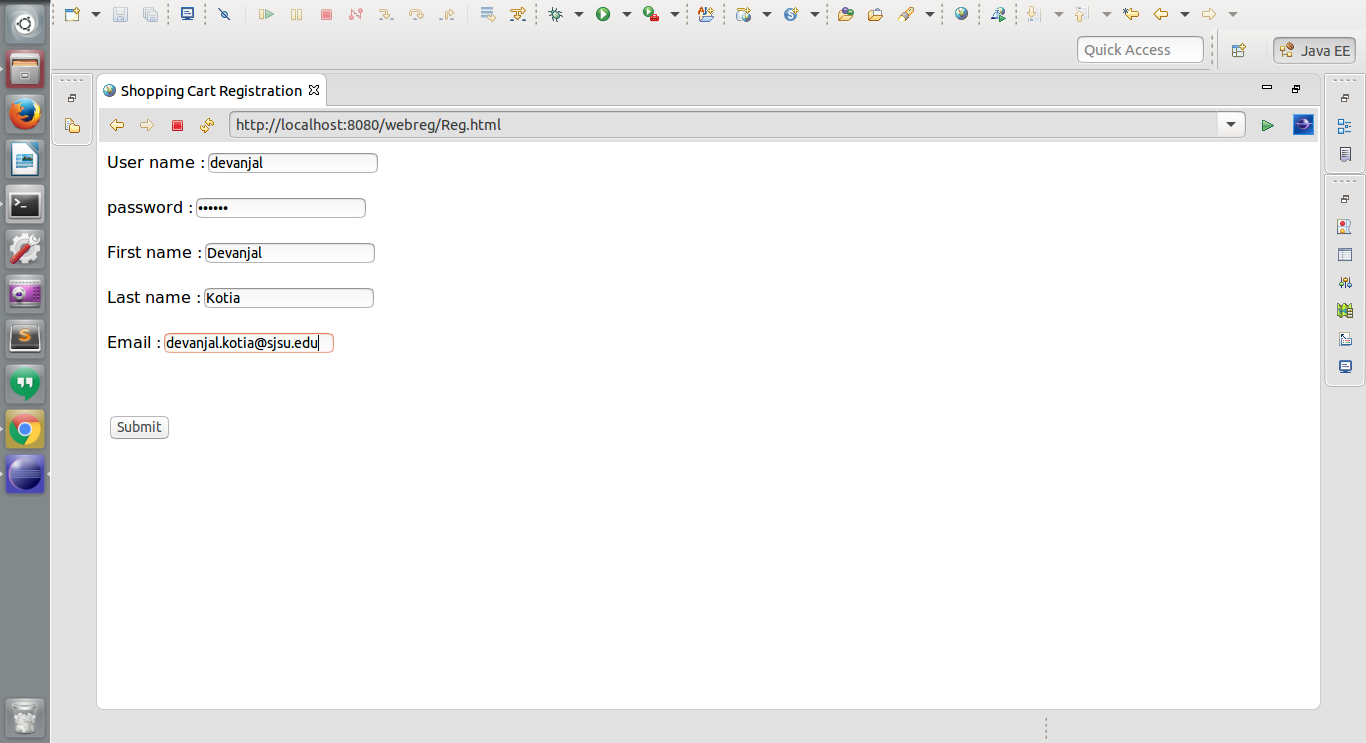 Quick Access
Java EE
Shopping Cart Registration
http://localhost:8080/webreg/Reg.html
User name : devanjal
password : ••••••
First name : Devanjal
Last name : Kotia
Email : devanjal.kotia@sjsu.edu
Submit